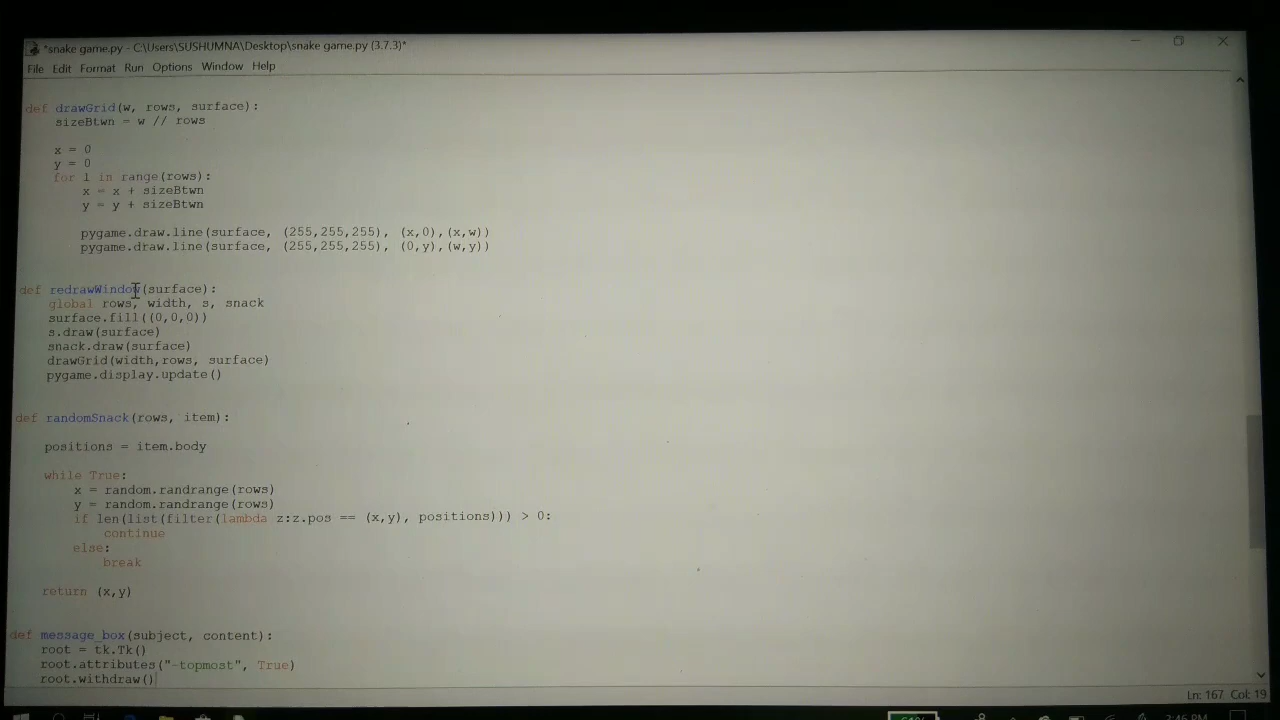 *snake game.py - C:\Users\SUSHUMNA\Desktop\snake game.py (3.7.3)*
File Edit Format Run Options Window Help
def drawGrid(w, rows, surface):
    sizeBtwn = w // rows
    x = 0
    y = 0
    for l in range(rows):
        x = x + sizeBtwn
        y = y + sizeBtwn
        pygame.draw.line(surface, (255,255,255), (x,0),(x,w))
        pygame.draw.line(surface, (255,255,255), (0,y),(w,y))
def redrawWindow(surface):
    global rows, width, s, snack
    surface.fill((0,0,0))
    s.draw(surface)
    snack.draw(surface)
    drawGrid(width,rows, surface)
    pygame.display.update()
def randomSnack(rows, item):
    positions = item.body
    while True:
        x = random.randrange(rows)
        y = random.randrange(rows)
        if len(list(filter(lambda z:z.pos == (x,y), positions))) > 0:
            continue
        else:
            break
    return (x,y)
def message_box(subject, content):
    root = tk.Tk()
    root.attributes("-topmost", True)
    root.withdraw()
Ln: 167 Col: 19